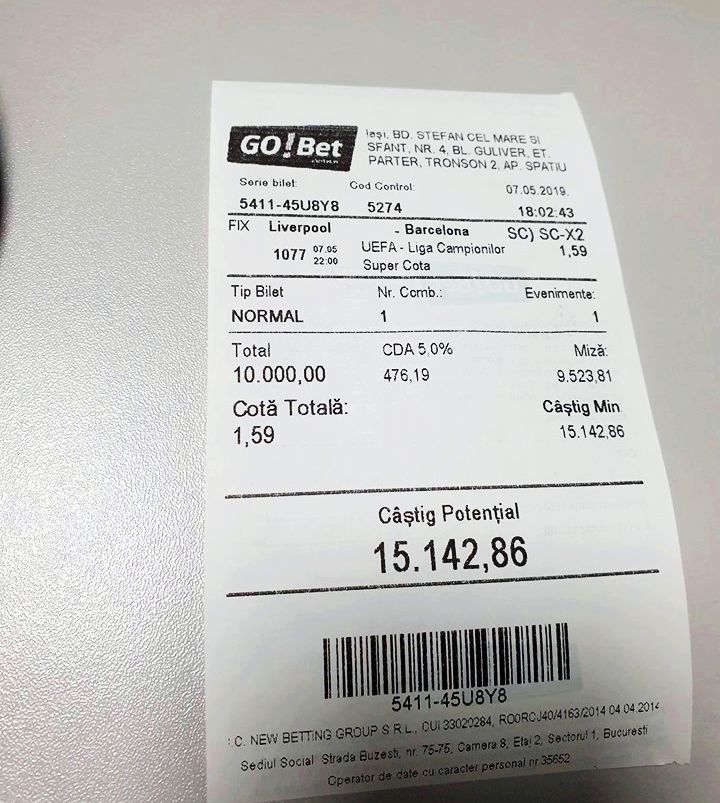 GO!Bet
Iași, BD. STEFAN CEL MARE SI
SFANT, NR. 4, BL. GULIVER, ET.
PARTER, TRONSON 2, AP. SPATIU
Serie bilet: Cod Control: 07.05.2019,
5411-45U8Y8 5274 18:02:43
FIX Liverpool - Barcelona SC) SC-X2
1077 07.05 22:00 UEFA - Liga Campionilor 1,59
Super Cota
Tip Bilet Nr. Comb.: Evenimente:
NORMAL 1 1
Total CDA 5,0% Miză:
10.000,00 476,19 9.523,81
Cotă Totală: Câștig Min
1,59 15.142,86
Câștig Potențial
15.142,86
5411-45U8Y8
C. NEW BETTING GROUP S.R.L., CUI 33020284, RO0RCJ40/4163/2014 04.04.2014
Sediul Social: Strada Buzesti, nr. 75-75, Camera 8, Etaj 2, Sectorul 1, Bucuresti
Operator de date cu caracter personal nr 35652